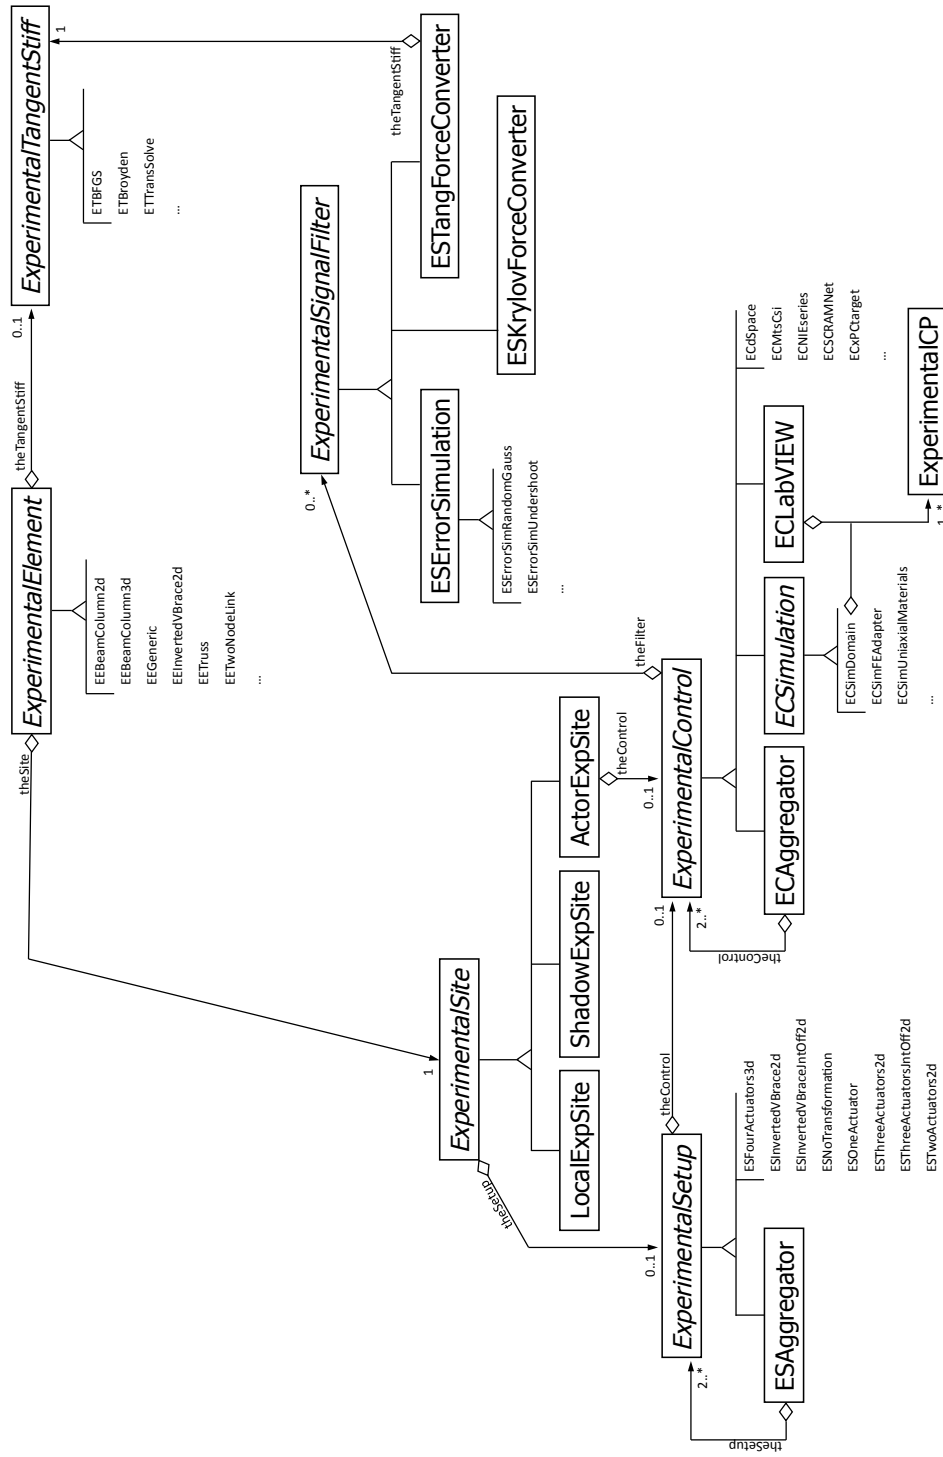 ExperimentalElement
theSite
theTangentStiff
0..1
ExperimentalTangentStiff
1
EEBeamColumn2d
EEBeamColumn3d
EEGeneric
EEInvertedVBrace2d
EETruss
EETwoNodeLink
...
ETBFGS
ETBroyden
ETTransSolve
...
ExperimentalSignalFilter
0..*
theTangentStiff
ESErrorSimulation
ESTangForceConverter
ESErrorSimRandomGauss
ESErrorSimUndershoot
...
ESKrylovForceConverter
1
ExperimentalSite
theSetup
LocalExpSite
ShadowExpSite
ActorExpSite
theControl
0..1
ExperimentalSetup
theControl
0..1
0..1
ExperimentalControl
theFilter
2..*
theSetup
2..*
theControl
ESAggregator
ESFourActuators3d
ESInvertedVBrace2d
ESInvertedVBraceJntOff2d
ESNoTransformation
ESOneActuator
ESThreeActuators2d
ESThreeActuatorsJntOff2d
ESTwoActuators2d
ECAggregator
ECSimulation
ECLabVIEW
ECdSpace
ECMtsCsi
ECNIEseries
ECSCRAMNet
ECxPCtarget
...
ECSimDomain
ECSimFEAdapter
ECSimUniaxialMaterials
...
1..*
ExperimentalCP